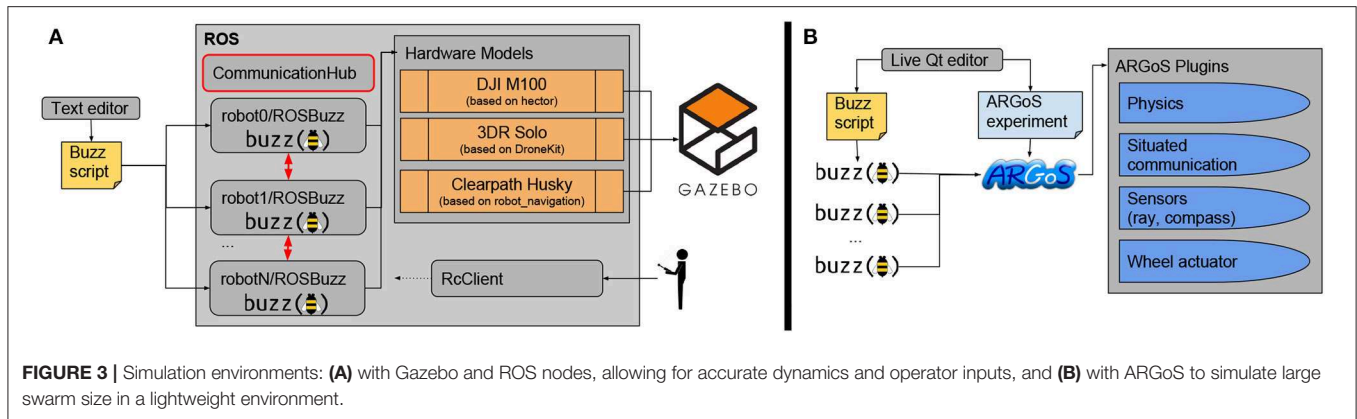 A
ROS
CommunicationHub
Text editor
Buzz
script
robot0/ROSBuzz
buzz( )
robot1/ROSBuzz
buzz( )
...
robotN/ROSBuzz
buzz( )
Hardware Models
DJI M100
(based on hector)
3DR Solo
(based on DroneKit)
Clearpath Husky
(based on robot_navigation)
GAZEBO
RcClient
B
Live Qt editor
Buzz
script
ARGoS
experiment
buzz( )
buzz( )
...
buzz( )
ARGoS
ARGoS Plugins
Physics
Situated
communication
Sensors
(ray, compass)
Wheel actuator
FIGURE 3 | Simulation environments: (A) with Gazebo and ROS nodes, allowing for accurate dynamics and operator inputs, and (B) with ARGoS to simulate large
swarm size in a lightweight environment.